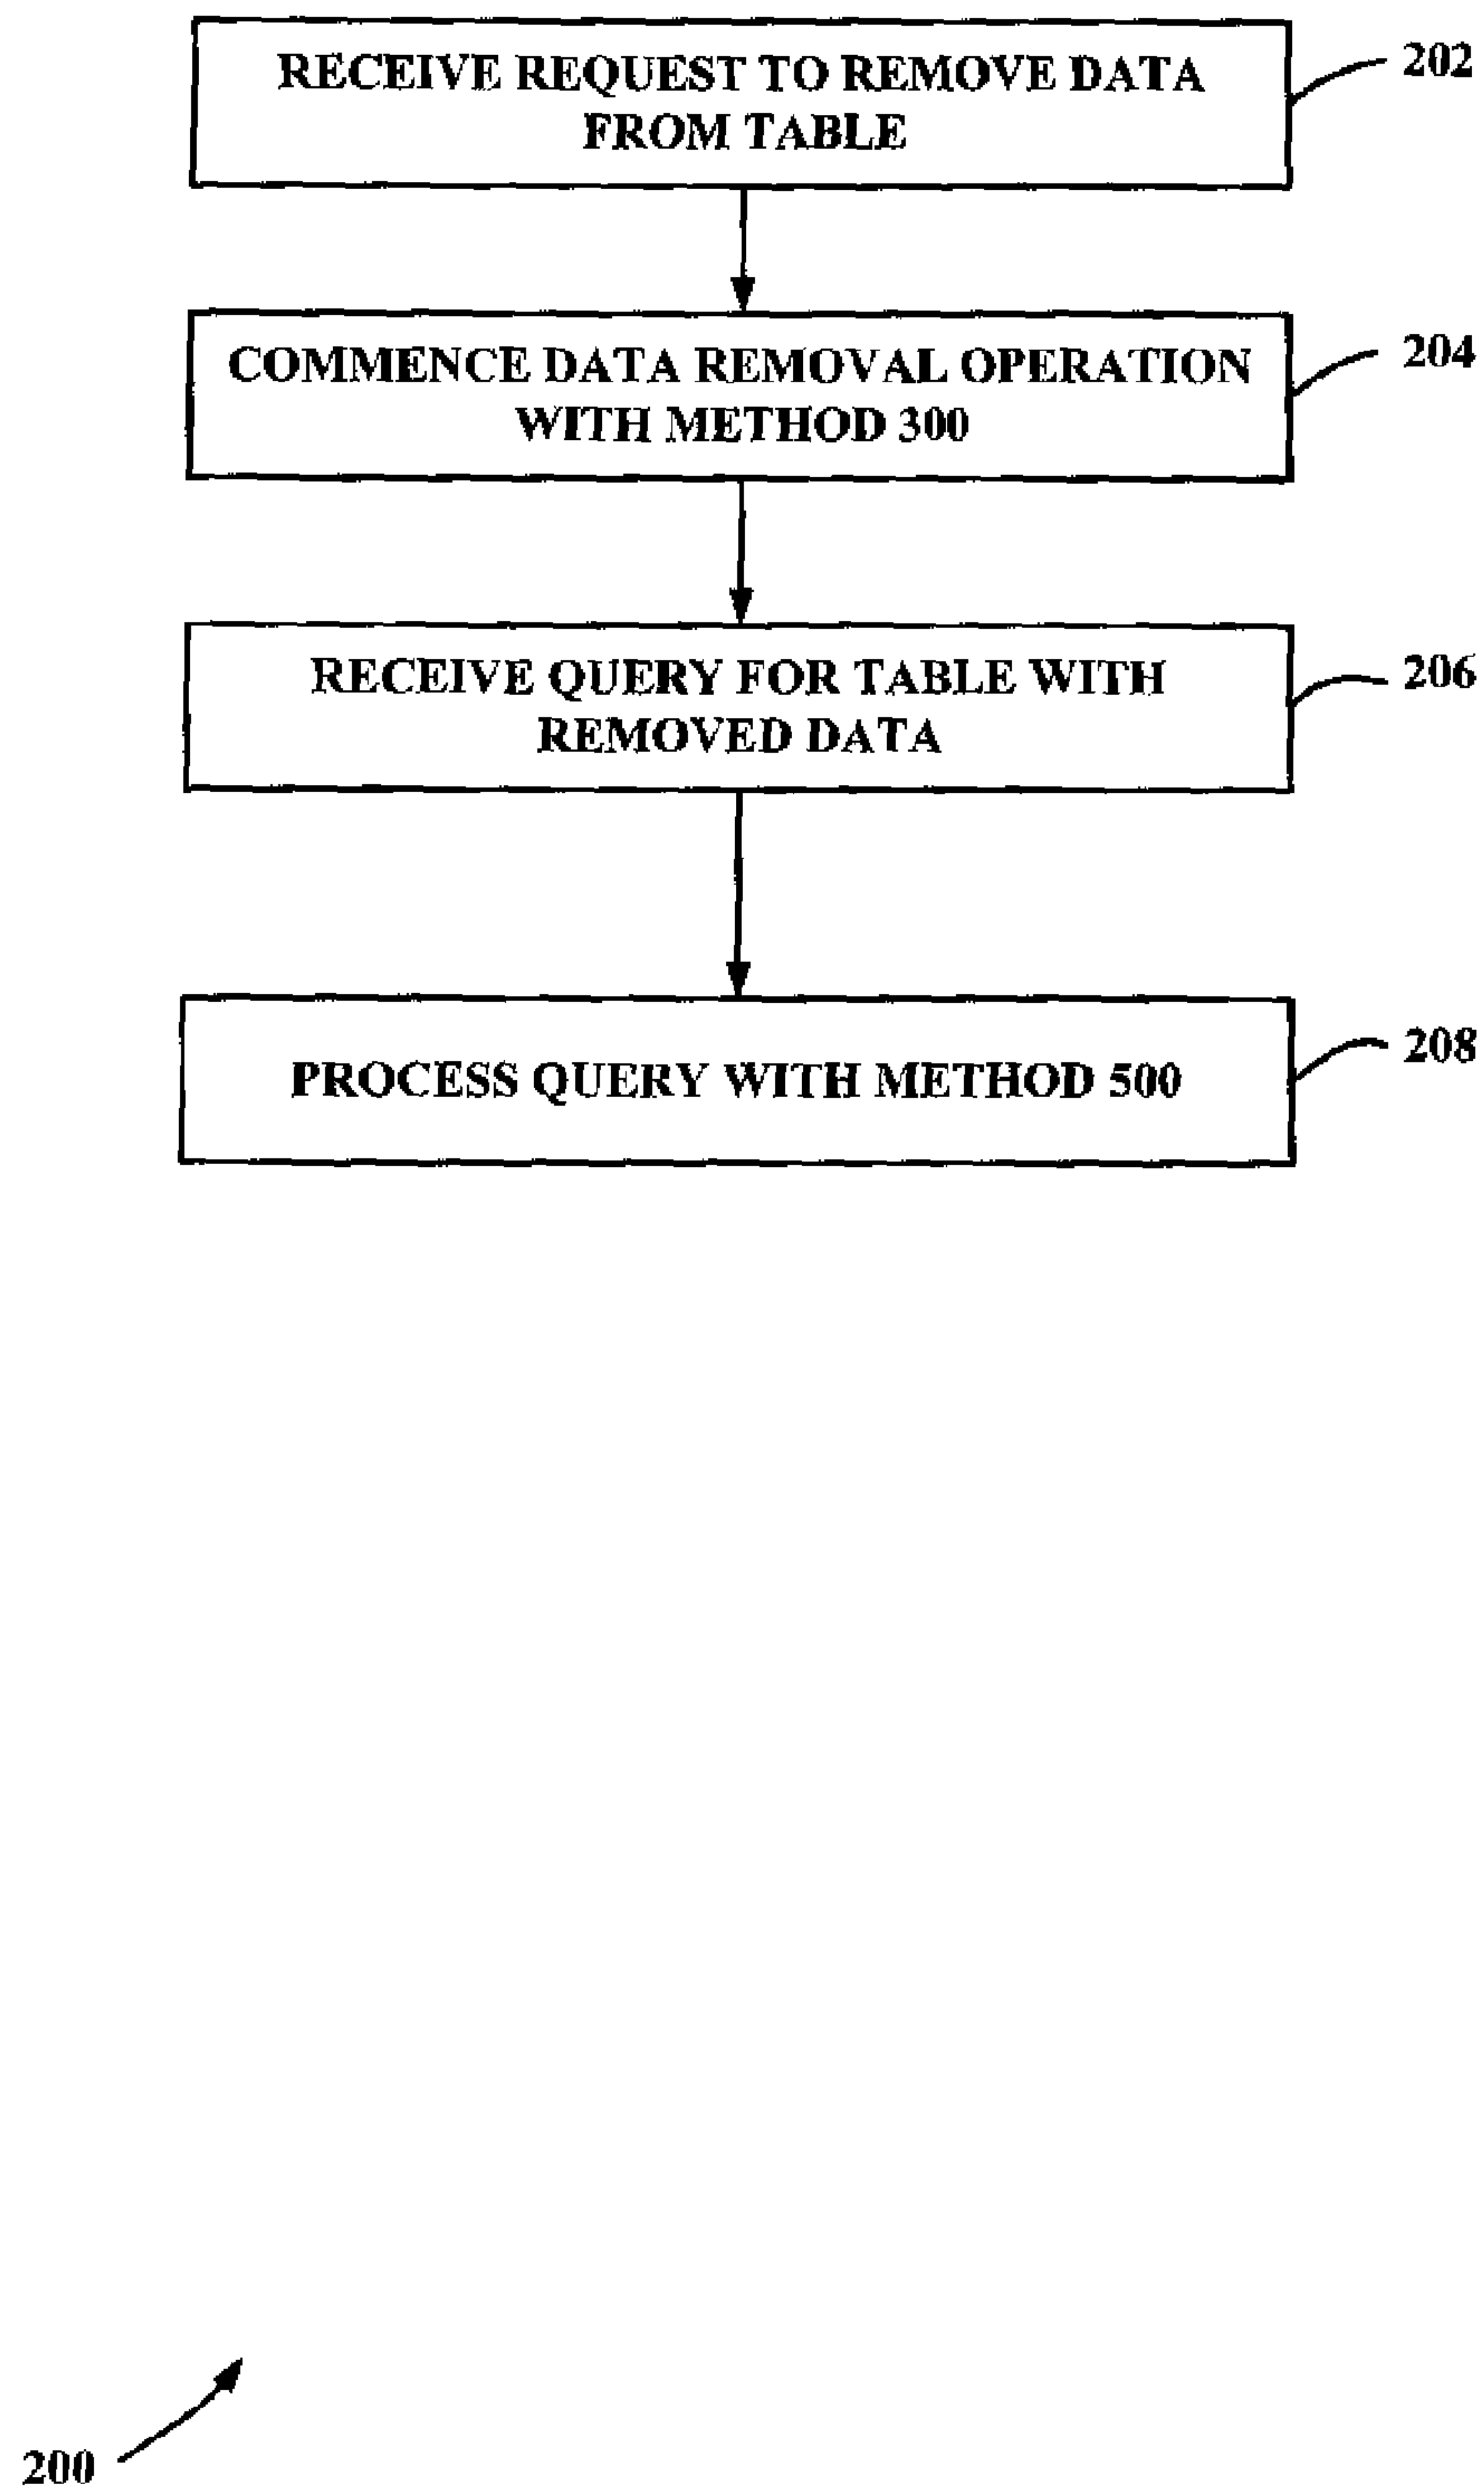 RECEIVE REQUEST TO REMOVE DATA
FROM TABLE
202
COMMENCE DATA REMOVAL OPERATION
WITH METHOD 300
204
RECEIVE QUERY FOR TABLE WITH
REMOVED DATA
206
PROCESS QUERY WITH METHOD 500
208
200